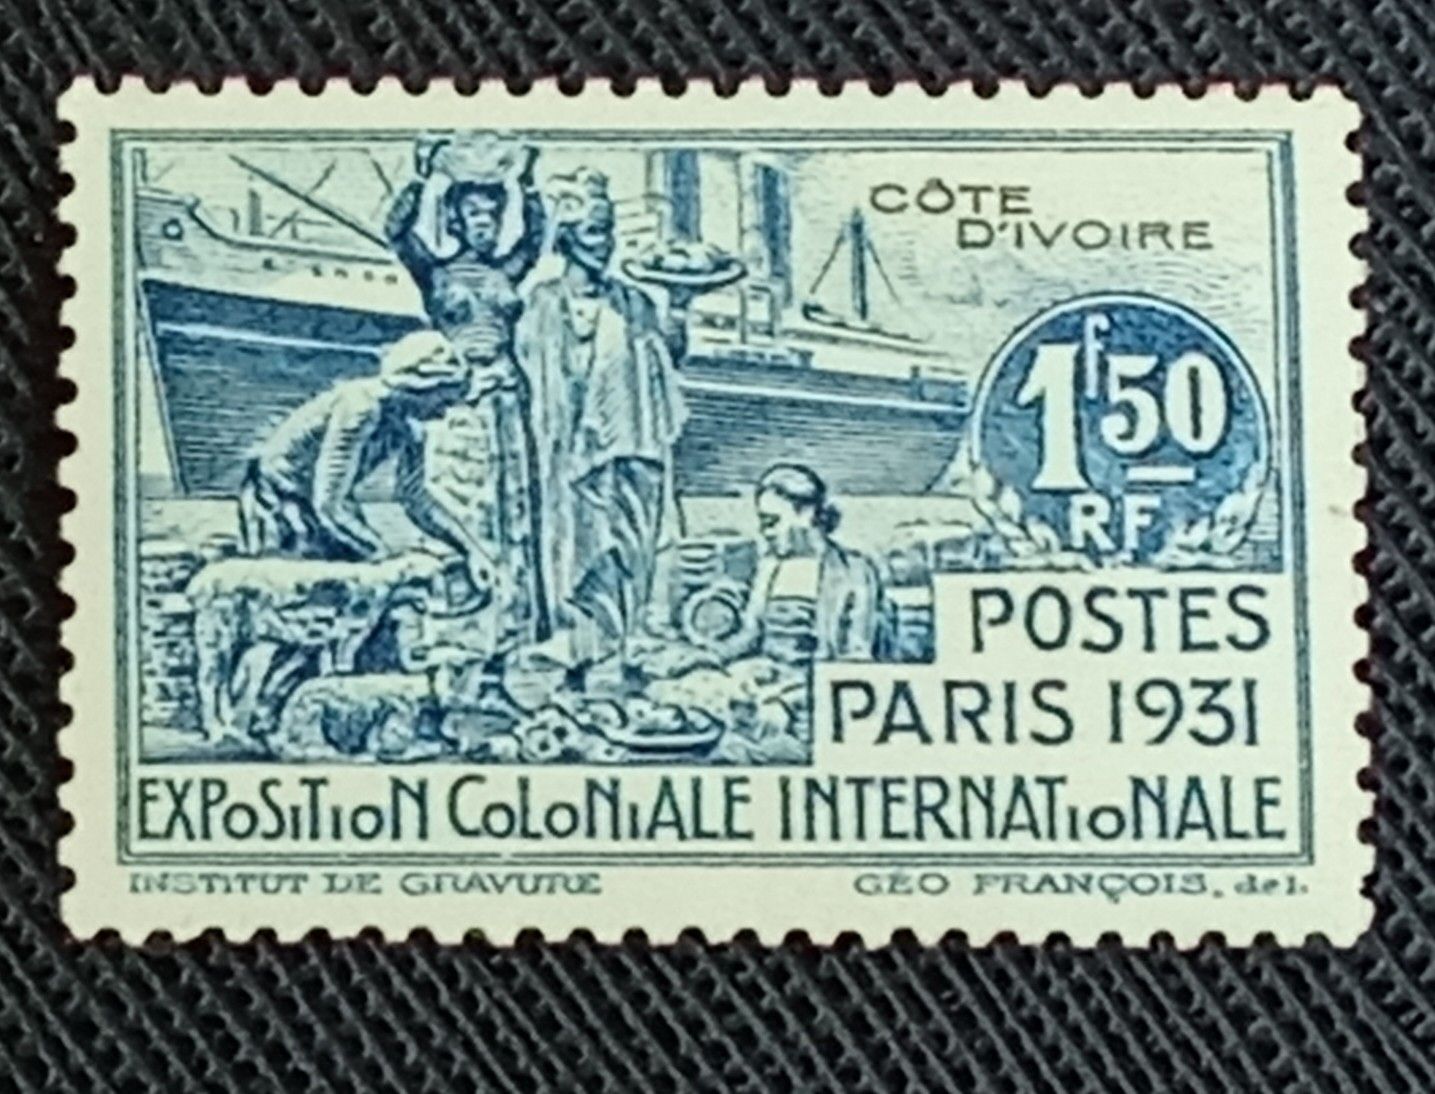 CÔTE
D'IVOIRE
1f50
RF
POSTES
PARIS 1931
EXPOSITION COLONIALE INTERNATIONALE
INSTITUT DE GRAVURE
GÉO FRANÇOIS. del.